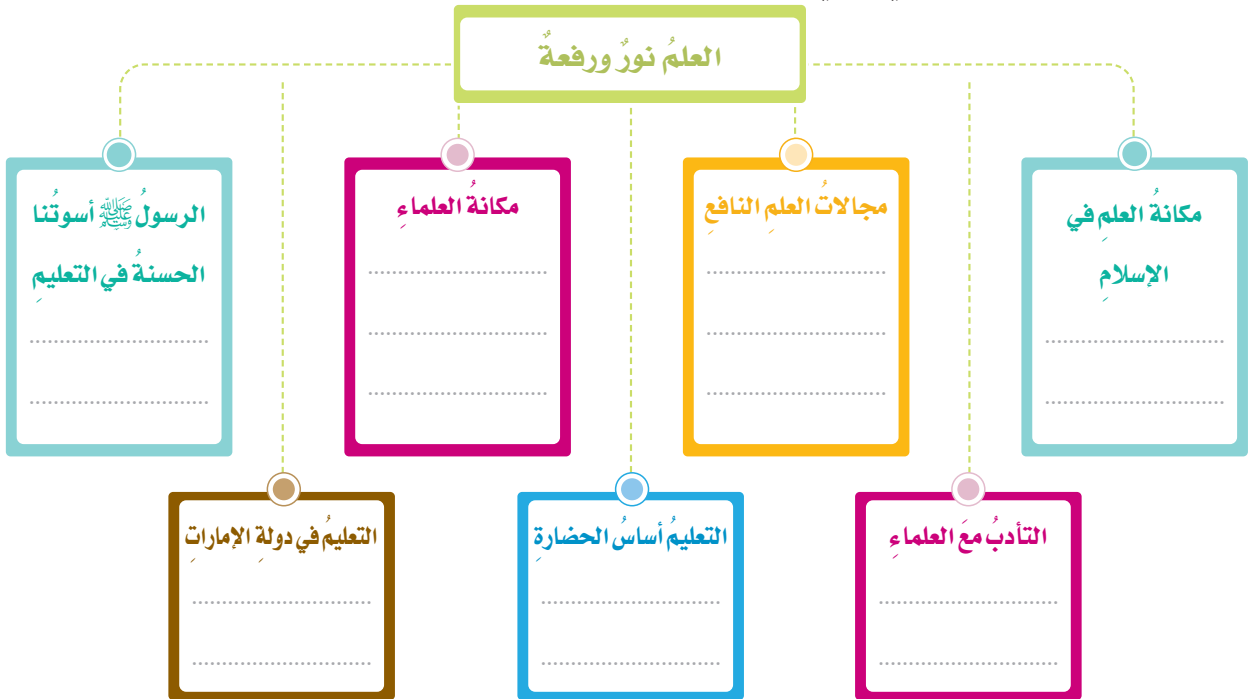 العلمُ نورٌ ورفعةٌ
مكانةُ العلمِ في
الإسلامِ
........................................
........................................
مجالاتُ العلمِ النافعِ
........................................
........................................
........................................
مكانةُ العلماءِ
........................................
........................................
........................................
الرسولُ ﷺ أسوتُنا
الحسنةُ في التعليمِ
........................................
........................................
التأدبُ معَ العلماءِ
........................................
........................................
التعليمُ أساسُ الحضارةِ
........................................
........................................
التعليمُ في دولةِ الإماراتِ
........................................
........................................